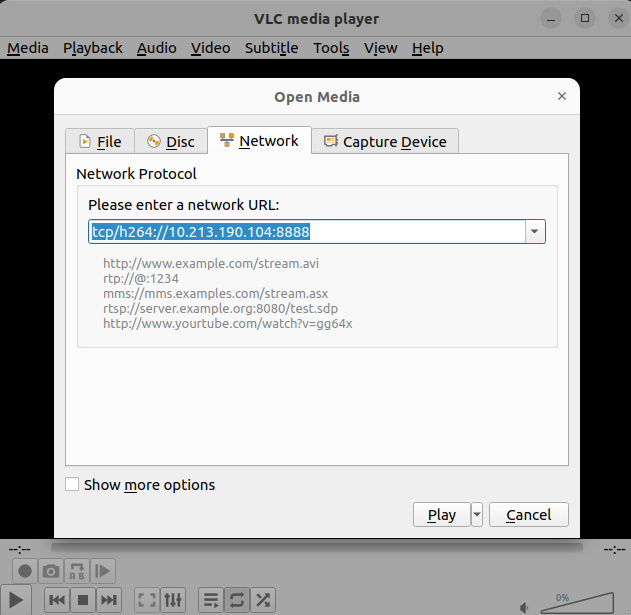 VLC media player
Media Playback Audio Video Subtitle Tools View Help
Open Media
File Disc Network Capture Device
Network Protocol
Please enter a network URL:
tcp/h264://10.213.190.104:8888
http://www.example.com/stream.avi
rtp://@:1234
mms://mms.examples.com/stream.asx
rtsp://server.example.org:8080/test.sdp
http://www.yourtube.com/watch?v=gg64x
Show more options
Play Cancel
--:-- --:--
A B
0%